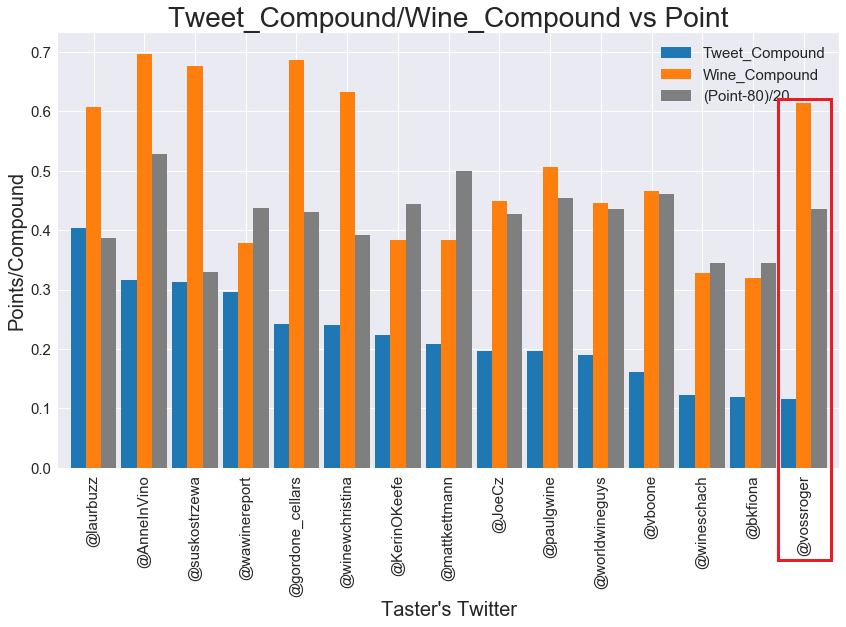 Tweet_Compound/Wine_Compound vs Point
Tweet_Compound
Wine_Compound
(Point-80)/20
Points/Compound
0.7
0.6
0.5
0.4
0.3
0.2
0.1
0.0
@laurbuzz
@AnneInVino
@suskostrzewa
@wawinereport
@gordone_cellars
@winewchristina
@KerinOKeefe
@mattkettmann
@JoeCz
@paulgwine
@worldwineguys
@vboone
@wineschach
@bkfiona
@vossroger
Taster's Twitter